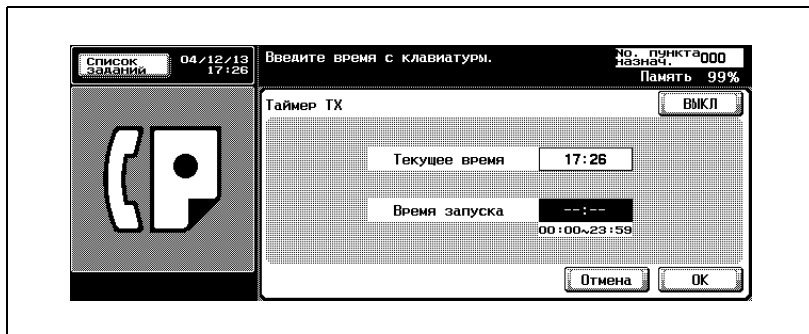 Список заданий
04/12/13
17:26
Введите время с клавиатуры.
No. пункта назнач. 000
Память 99%
Таймер TX
ВЫКЛ
Текущее время 17:26
Время запуска --:--
00:00~23:59
Отмена
OK